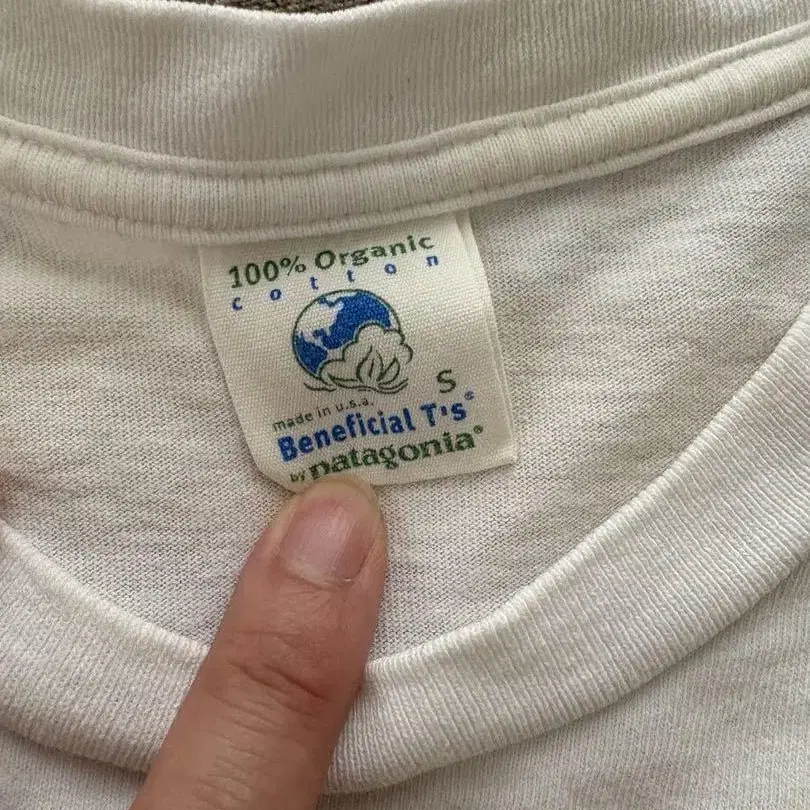 100% Organic
cotton
S
made in u.s.a.
Beneficial T's®
by patagonia®